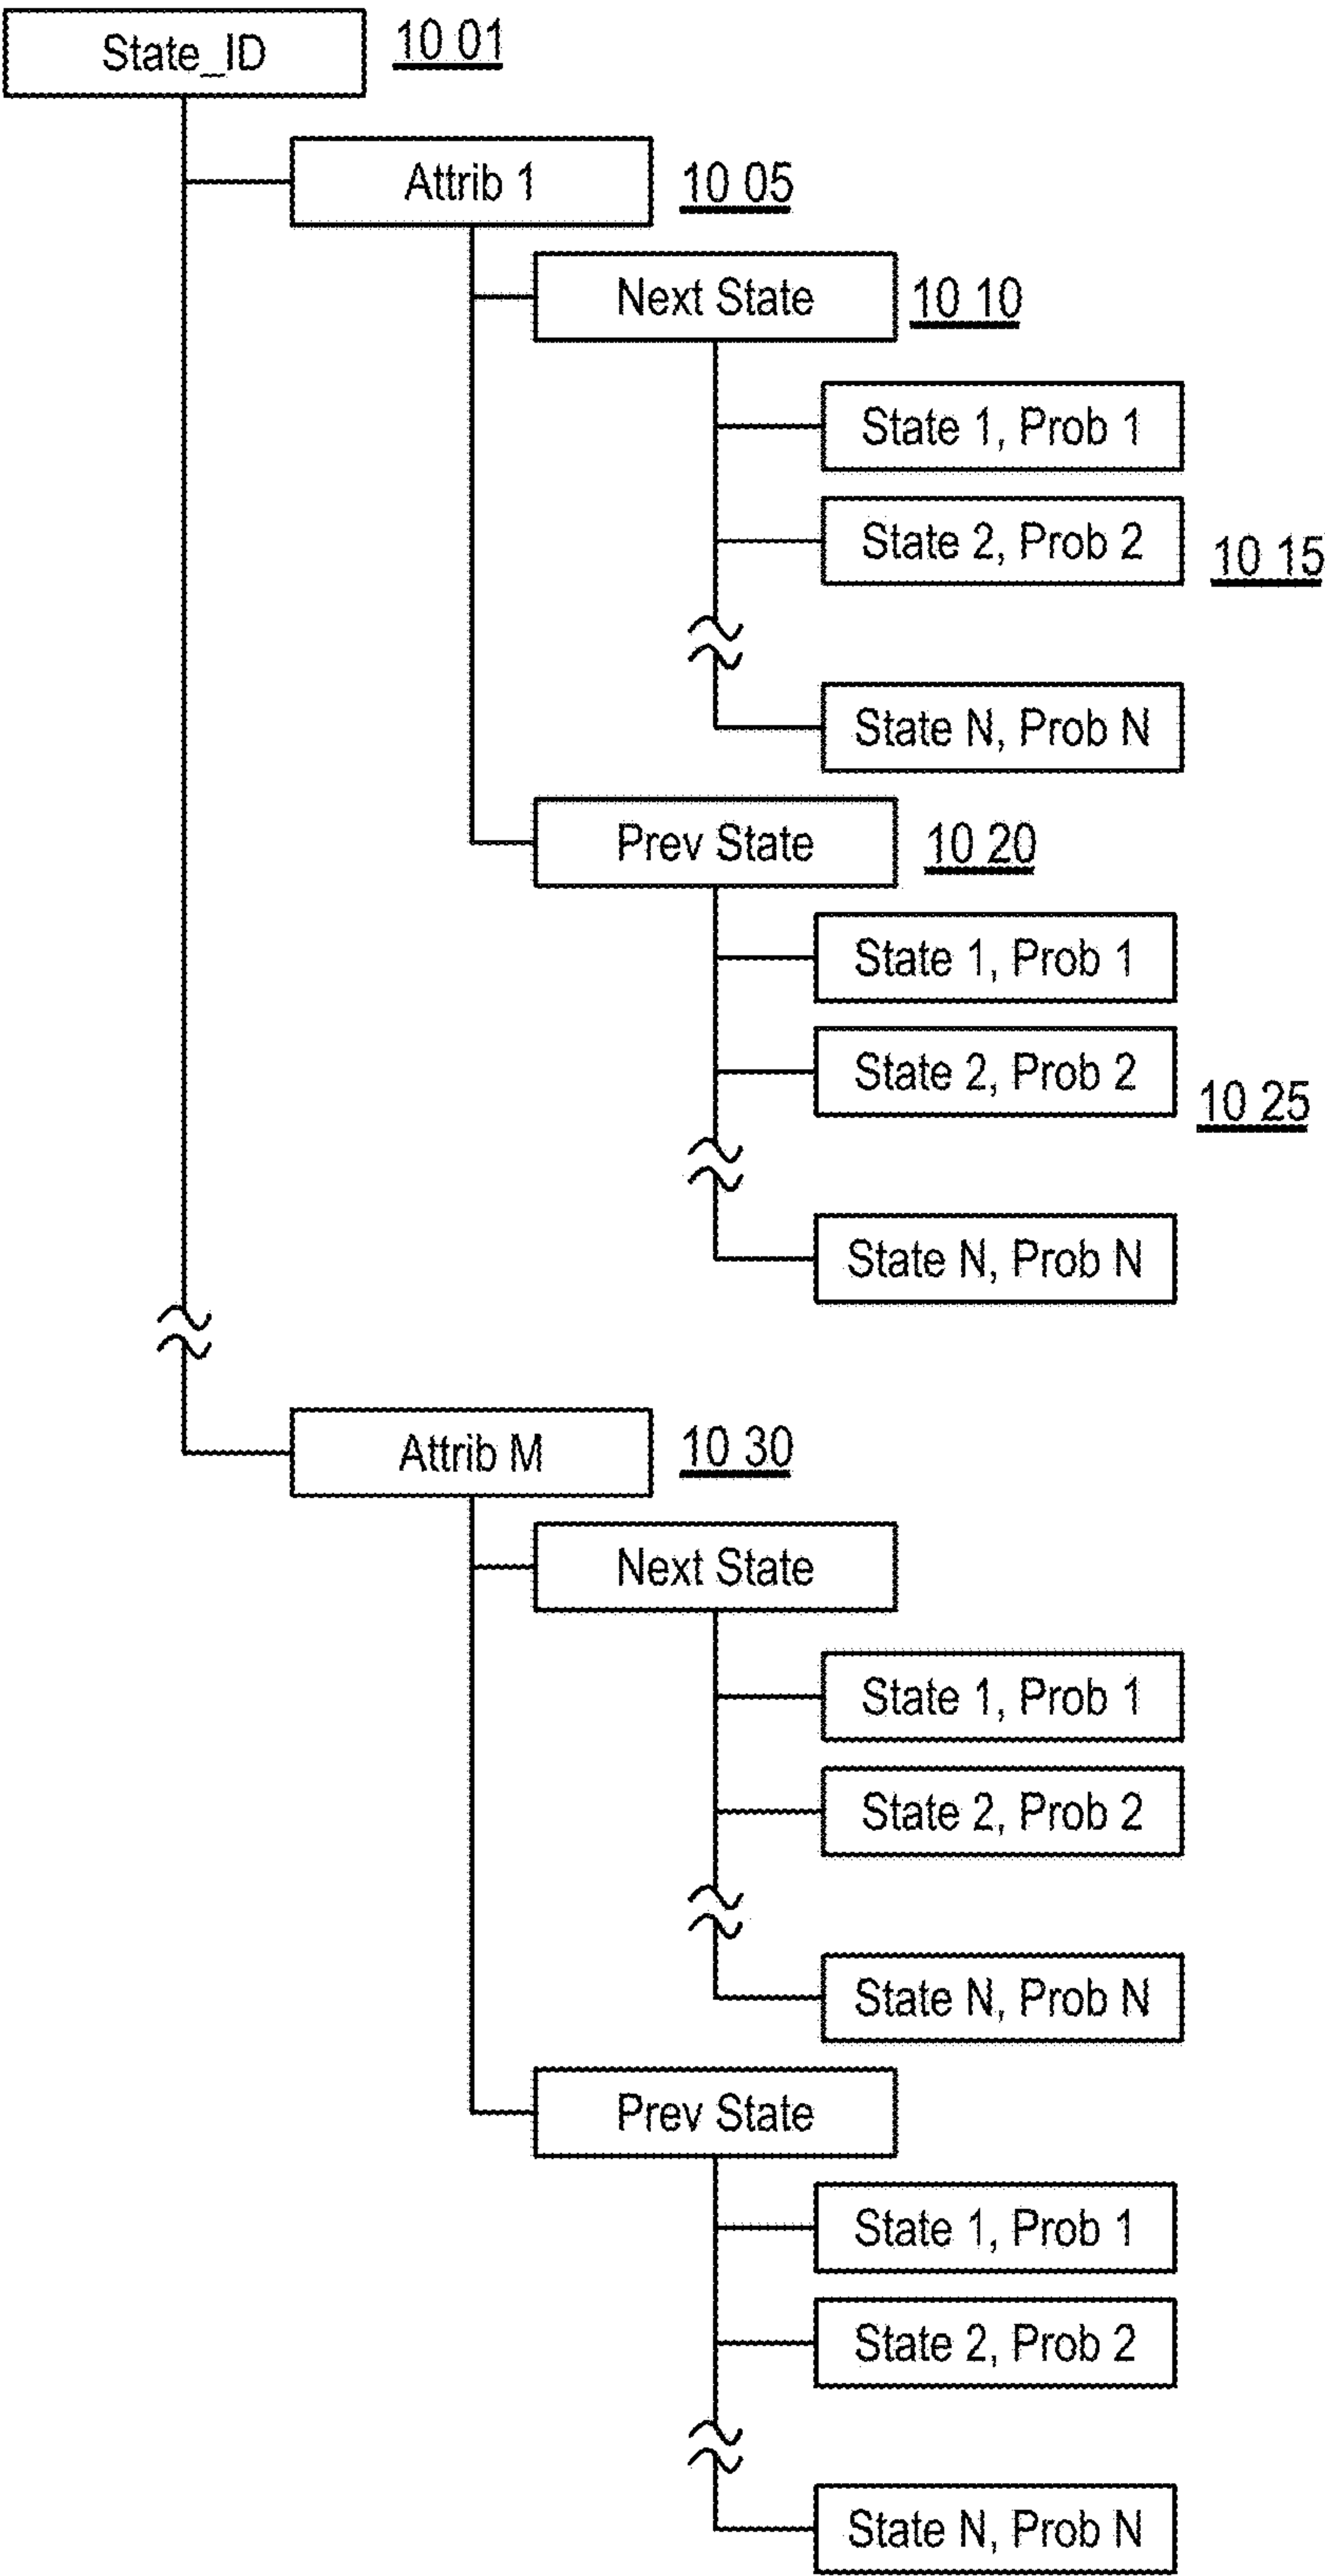 State_ID 10 01
Attrib 1 10 05
Next State 10 10
State 1, Prob 1
State 2, Prob 2 10 15
State N, Prob N
Prev State 10 20
State 1, Prob 1
State 2, Prob 2 10 25
State N, Prob N
Attrib M 10 30
Next State
State 1, Prob 1
State 2, Prob 2
State N, Prob N
Prev State
State 1, Prob 1
State 2, Prob 2
State N, Prob N